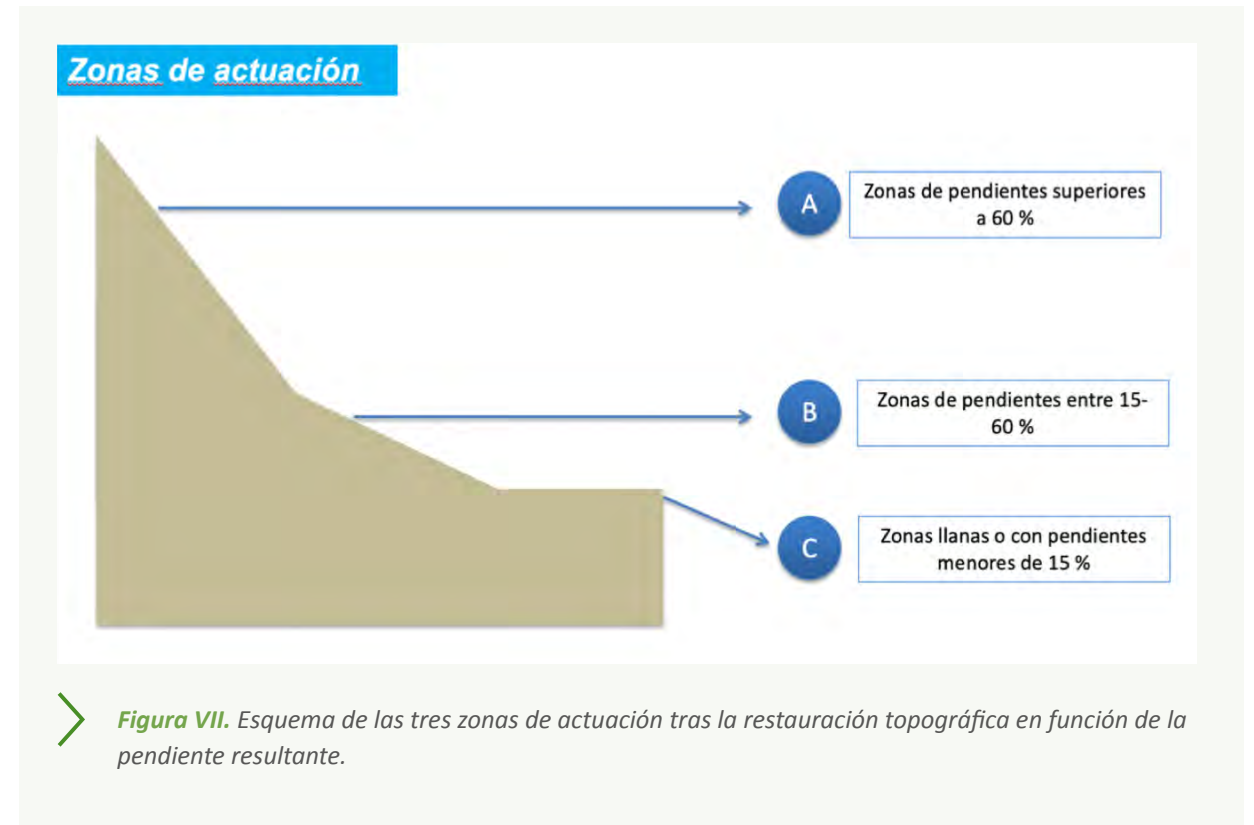 Zonas de actuación
A
Zonas de pendientes superiores
a 60 %
B
Zonas de pendientes entre 15-
60 %
C
Zonas llanas o con pendientes
menores de 15 %
Figura VII. Esquema de las tres zonas de actuación tras la restauración topográfica en función de la
pendiente resultante.